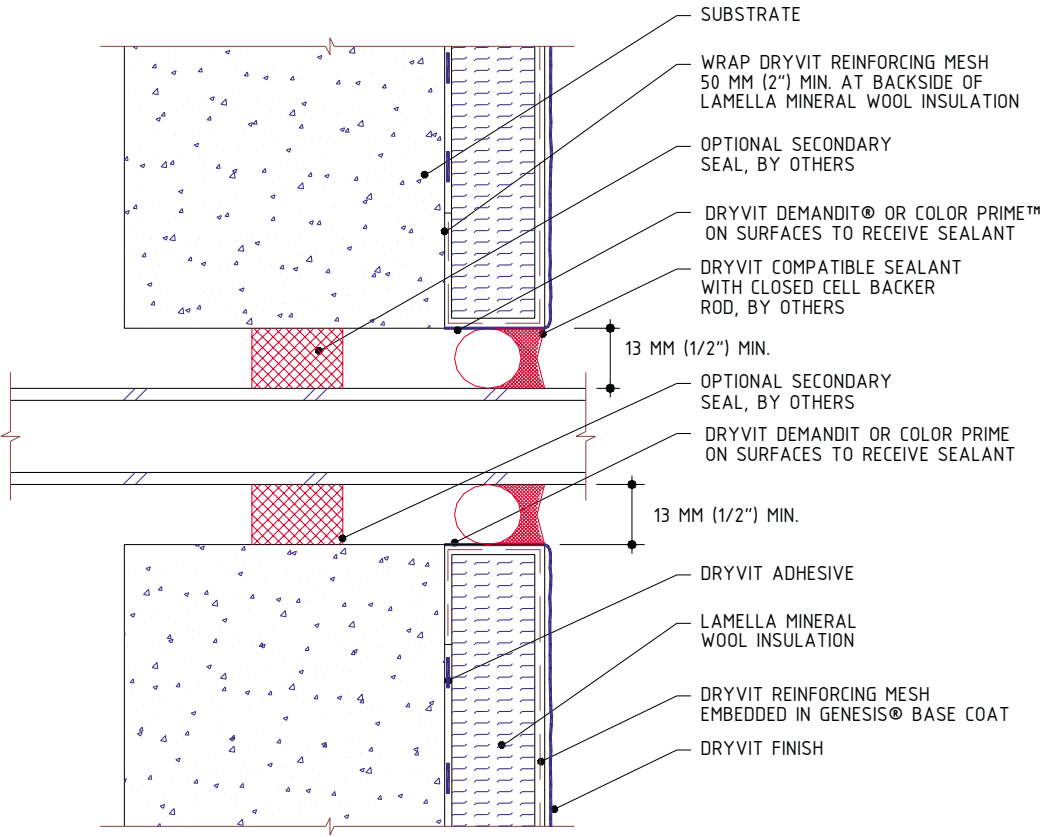 SUBSTRATE
WRAP DRYVIT REINFORCING MESH
50 MM (2") MIN. AT BACKSIDE OF
LAMELLA MINERAL WOOL INSULATION
OPTIONAL SECONDARY
SEAL, BY OTHERS
DRYVIT DEMANDIT® OR COLOR PRIME™
ON SURFACES TO RECEIVE SEALANT
DRYVIT COMPATIBLE SEALANT
WITH CLOSED CELL BACKER
ROD, BY OTHERS
13 MM (1/2") MIN.
OPTIONAL SECONDARY
SEAL, BY OTHERS
DRYVIT DEMANDIT OR COLOR PRIME
ON SURFACES TO RECEIVE SEALANT
13 MM (1/2") MIN.
DRYVIT ADHESIVE
LAMELLA MINERAL
WOOL INSULATION
DRYVIT REINFORCING MESH
EMBEDDED IN GENESIS® BASE COAT
DRYVIT FINISH